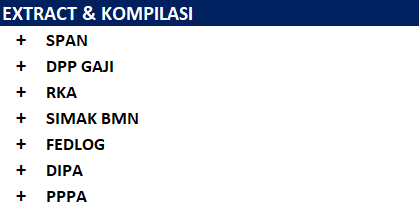 EXTRACT & KOMPILASI
+ SPAN
+ DPP GAJI
+ RKA
+ SIMAK BMN
+ FEDLOG
+ DIPA
+ PPPA